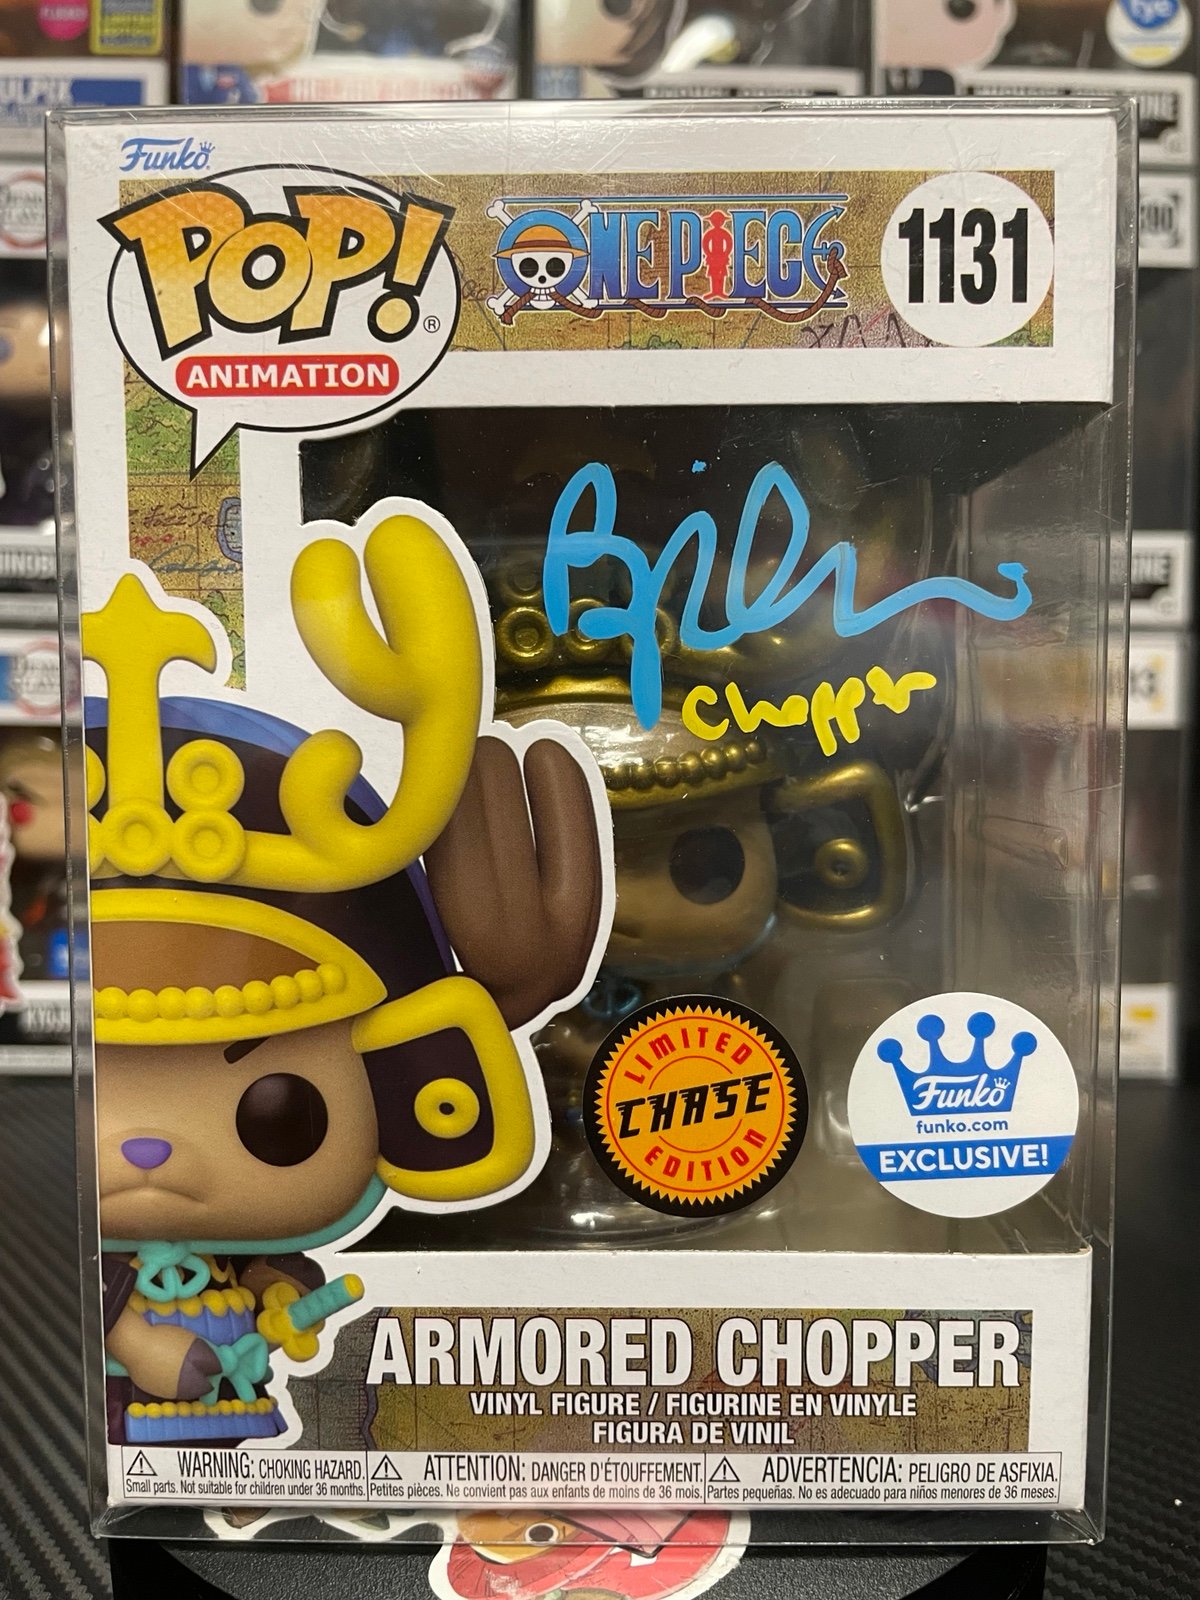 Funko
POP!®
ANIMATION
ONE PIECE
1131
Chopper
LIMITED
CHASE
EDITION
Funko
funko.com
EXCLUSIVE!
ARMORED CHOPPER
VINYL FIGURE / FIGURINE EN VINYLE
FIGURA DE VINIL
WARNING: CHOKING HAZARD.
Small parts. Not suitable for children under 36 months.
ATTENTION: DANGER D'ÉTOUFFEMENT.
Petites pièces. Ne convient pas aux enfants de moins de 36 mois.
ADVERTENCIA: PELIGRO DE ASFIXIA.
Partes pequeñas. No es adecuado para niños menores de 36 meses.